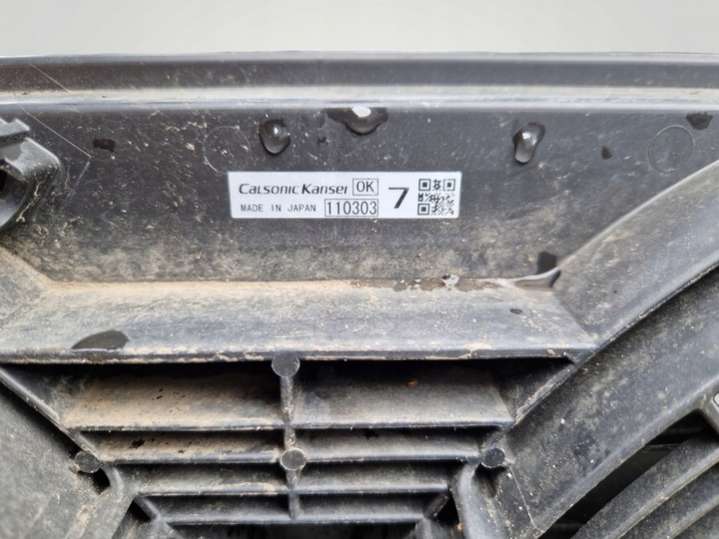 CALSONIC KANSEI OK 7
MADE IN JAPAN 110303